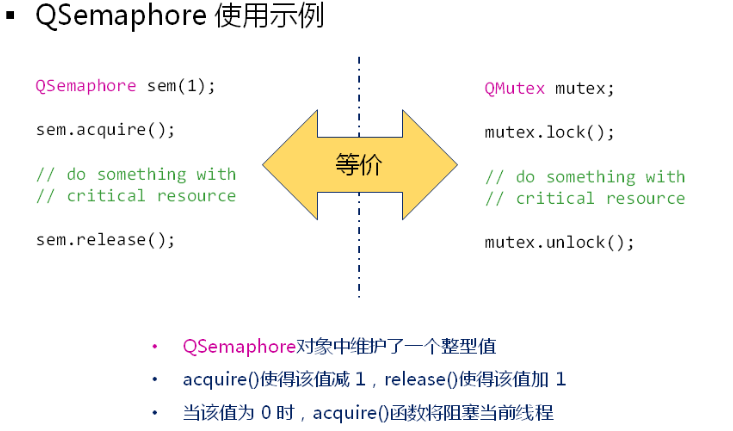 ▪ QSemaphore 使用示例
QSemaphore sem(1);
sem.acquire();
// do something with
// critical resource
sem.release();
等价
QMutex mutex;
mutex.lock();
// do something with
// critical resource
mutex.unlock();
• QSemaphore对象中维护了一个整型值
• acquire()使得该值减 1，release()使得该值加 1
• 当该值为 0 时，acquire()函数将阻塞当前线程